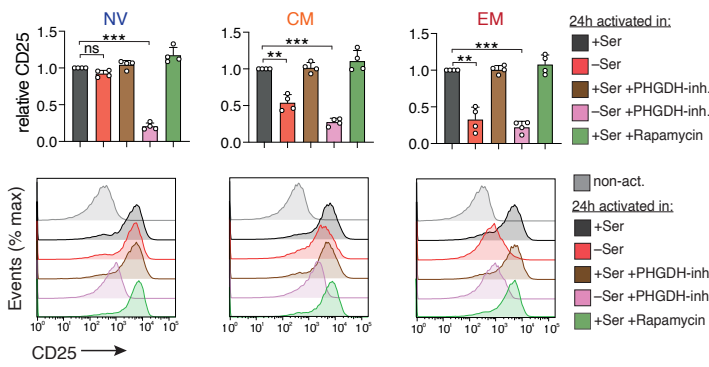 NV
CM
EM
24h activated in:
+Ser
–Ser
+Ser +PHGDH-inh.
–Ser +PHGDH-inh.
+Ser +Rapamycin
relative CD25
1.5
1.0
0.5
0.0
ns
***
1.5
1.0
0.5
0.0
**
***
1.5
1.0
0.5
0.0
**
***
non-act.
24h activated in:
+Ser
–Ser
+Ser +PHGDH-inh
–Ser +PHGDH-inh
+Ser +Rapamycin
Events (% max)
10⁰ 10¹ 10² 10³ 10⁴ 10⁵
10⁰ 10¹ 10² 10³ 10⁴ 10⁵
10⁰ 10¹ 10² 10³ 10⁴ 10⁵
CD25